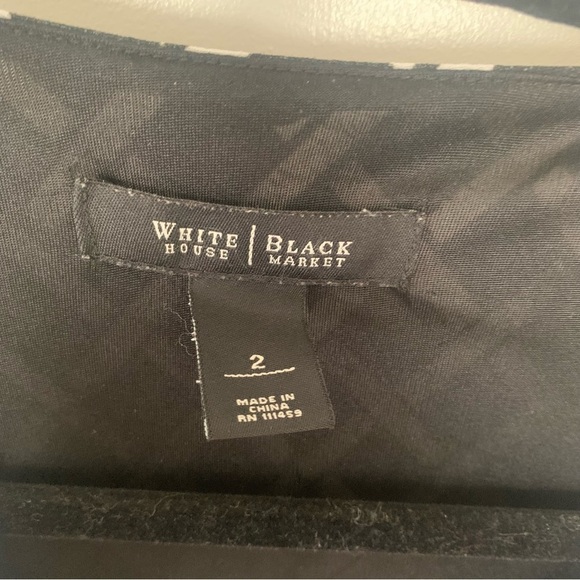 WHITE HOUSE | BLACK MARKET
2
MADE IN
CHINA
RN 111459